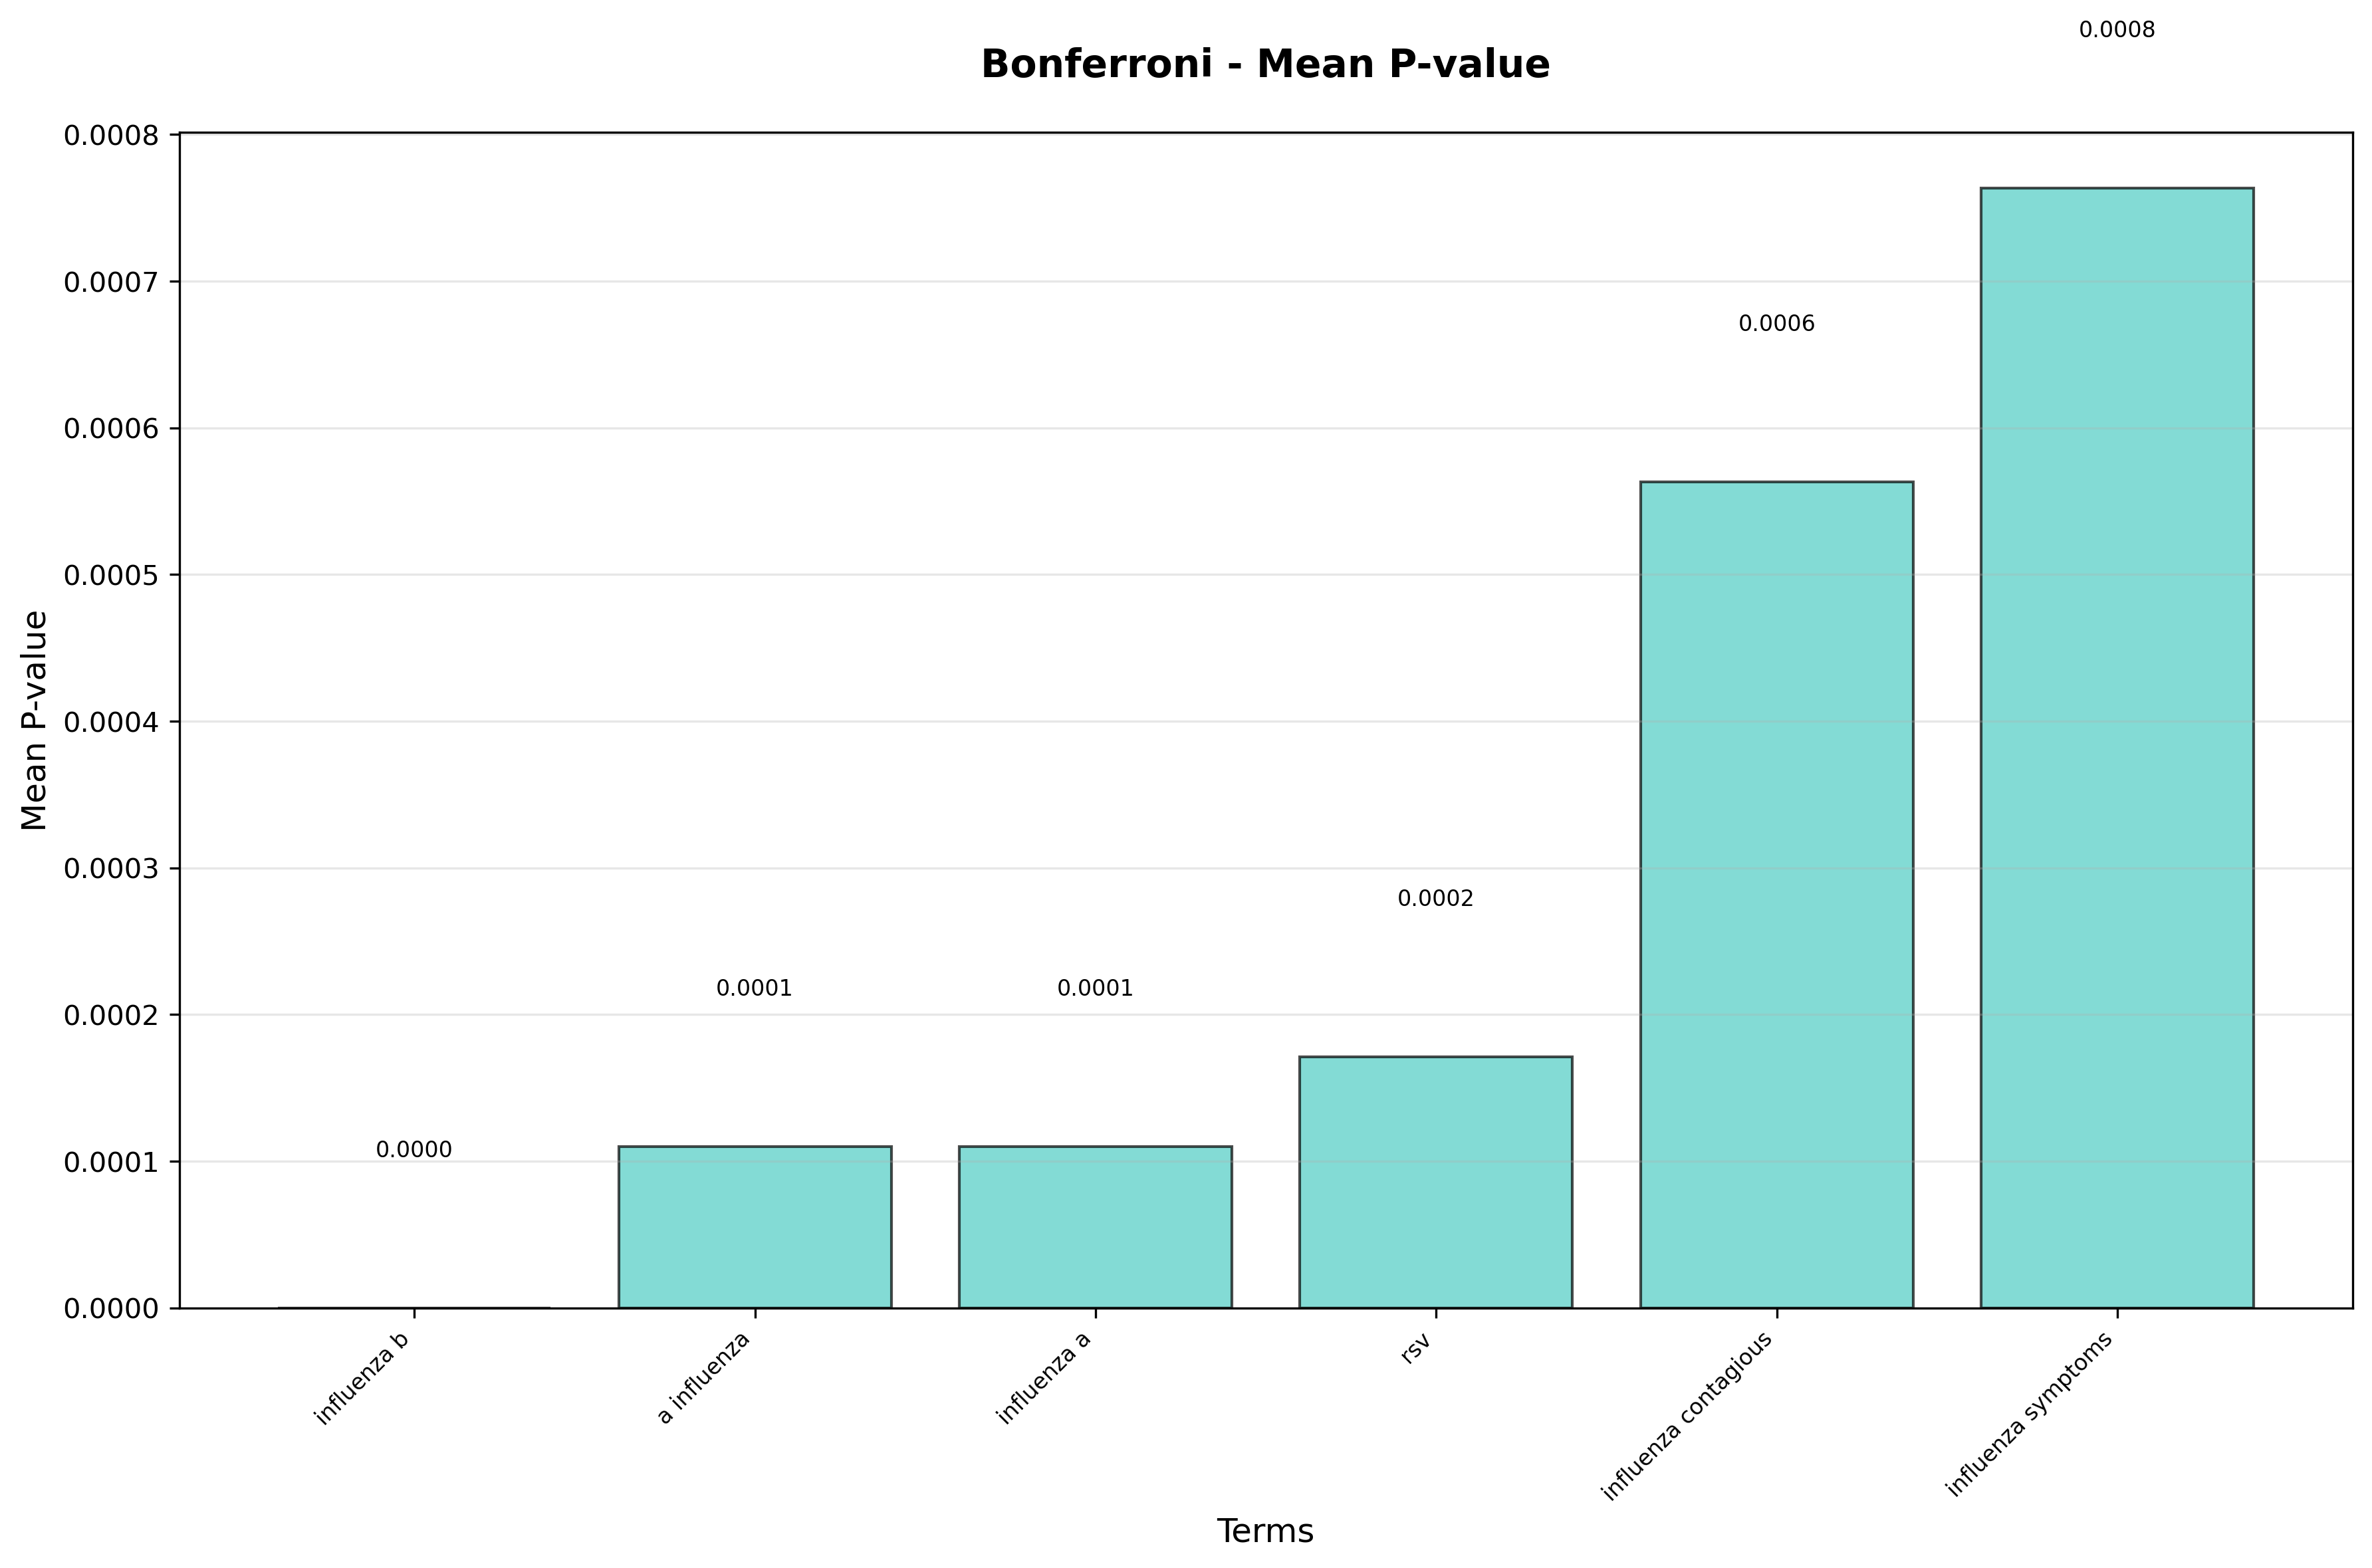 0.0008
Bonferroni - Mean P-value
0.0008
0.0007
0.0006
0.0005
0.0004
0.0003
0.0002
0.0001
0.0000
Mean P-value
0.0000
0.0001
0.0001
0.0002
0.0006
influenza b
a influenza
influenza a
rsv
influenza contagious
influenza symptoms
Terms